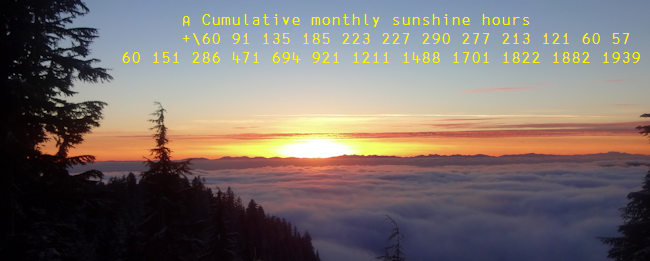 A Cumulative monthly sunshine hours
+\60 91 135 185 223 227 290 277 213 121 60 57
60 151 286 471 694 921 1211 1488 1701 1822 1882 1939